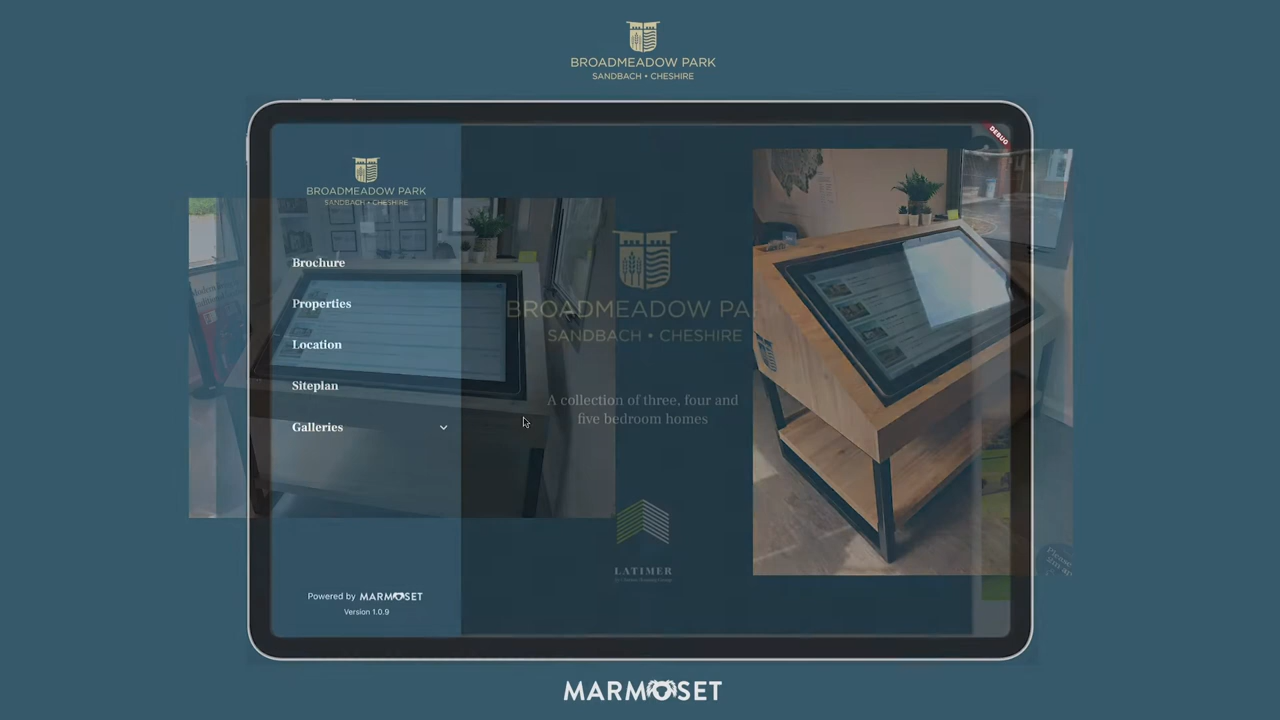 BROADMEADOW PARK
SANDBACH • CHESHIRE
DEBUG
BROADMEADOW PARK
SANDBACH • CHESHIRE
Brochure
Properties
Location
Siteplan
Galleries
BROADMEADOW PARK
SANDBACH • CHESHIRE
A collection of three, four and
five bedroom homes
LATIMER
Powered by MARMOSET
Version 1.0.9
Please
MARMOSET